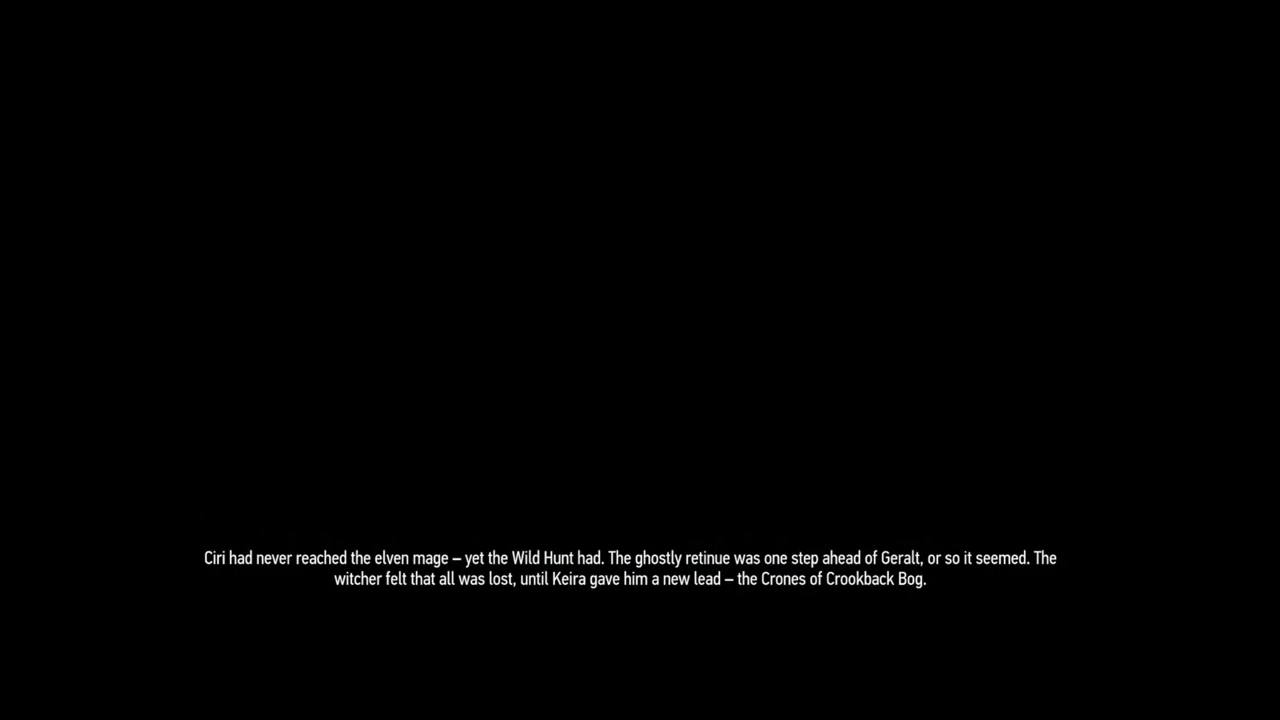 Ciri had never reached the elven mage – yet the Wild Hunt had. The ghostly retinue was one step ahead of Geralt, or so it seemed. The
witcher felt that all was lost, until Keira gave him a new lead – the Crones of Crookback Bog.